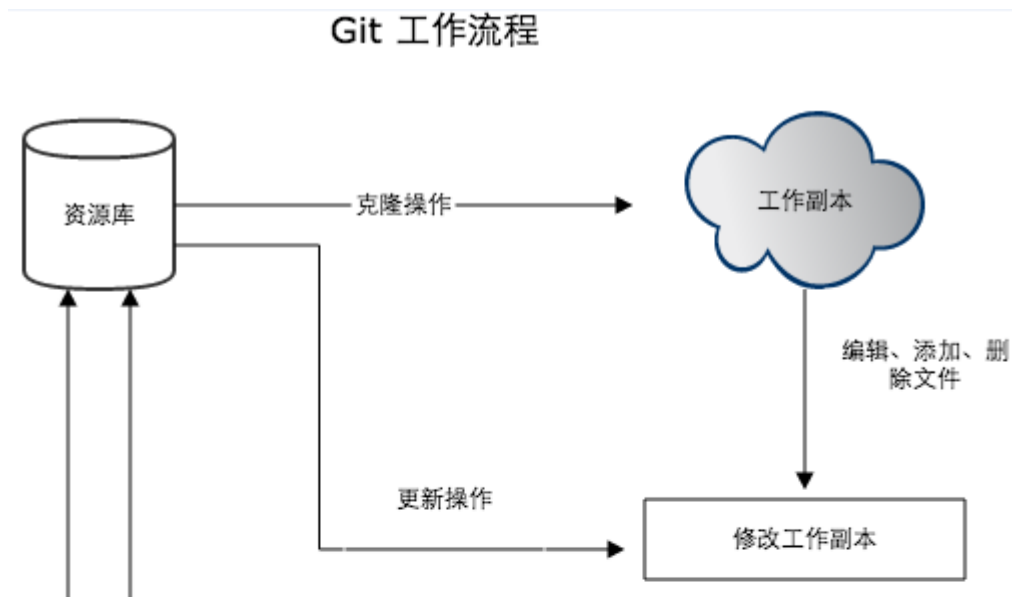 Git 工作流程
资源库
克隆操作
工作副本
编辑、添加、删
除文件
更新操作
修改工作副本